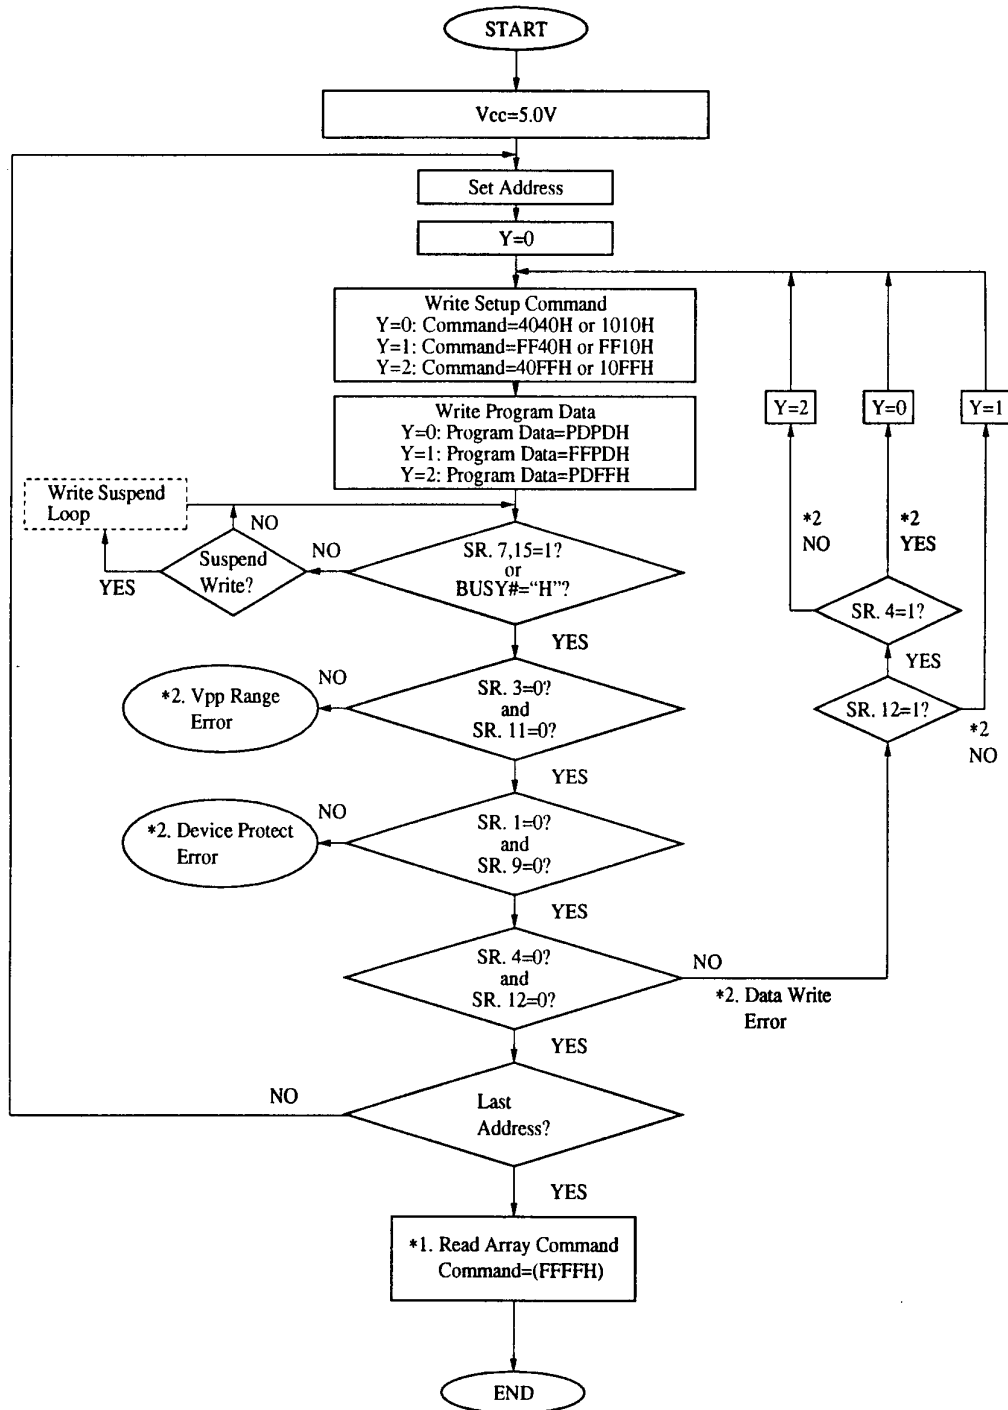 START
Vcc=5.0V
Set Address
Y=0
Write Setup Command
Y=0: Command=4040H or 1010H
Y=1: Command=FF40H or FF10H
Y=2: Command=40FFH or 10FFH
Y=2
Y=0
Y=1
Write Program Data
Y=0: Program Data=PDPDH
Y=1: Program Data=FFPDH
Y=2: Program Data=PDFFH
Write Suspend
Loop
NO
YES
Suspend
Write?
NO
SR. 7,15=1?
or
BUSY#="H"?
YES
*2
NO
*2
YES
SR. 4=1?
YES
SR. 12=1?
*2
NO
*2. Vpp Range
Error
NO
SR. 3=0?
and
SR. 11=0?
YES
*2. Device Protect
Error
NO
SR. 1=0?
and
SR. 9=0?
YES
SR. 4=0?
and
SR. 12=0?
NO
*2. Data Write
Error
YES
NO
Last
Address?
YES
*1. Read Array Command
Command=(FFFFH)
END